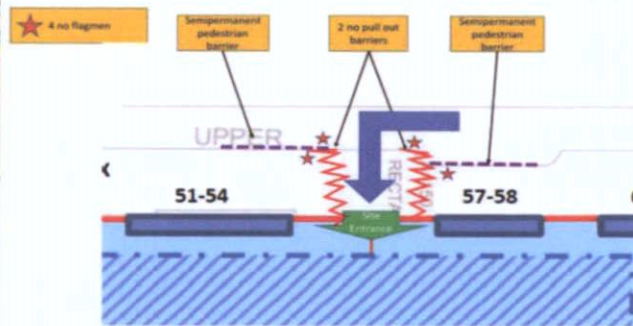 4 no flagmen
Semipermanent
pedestrian
barrier
2 no pull out
barriers
Semipermanent
pedestrian
barrier
UPPER
51-54
RECTA
57-58
Site
Entrance